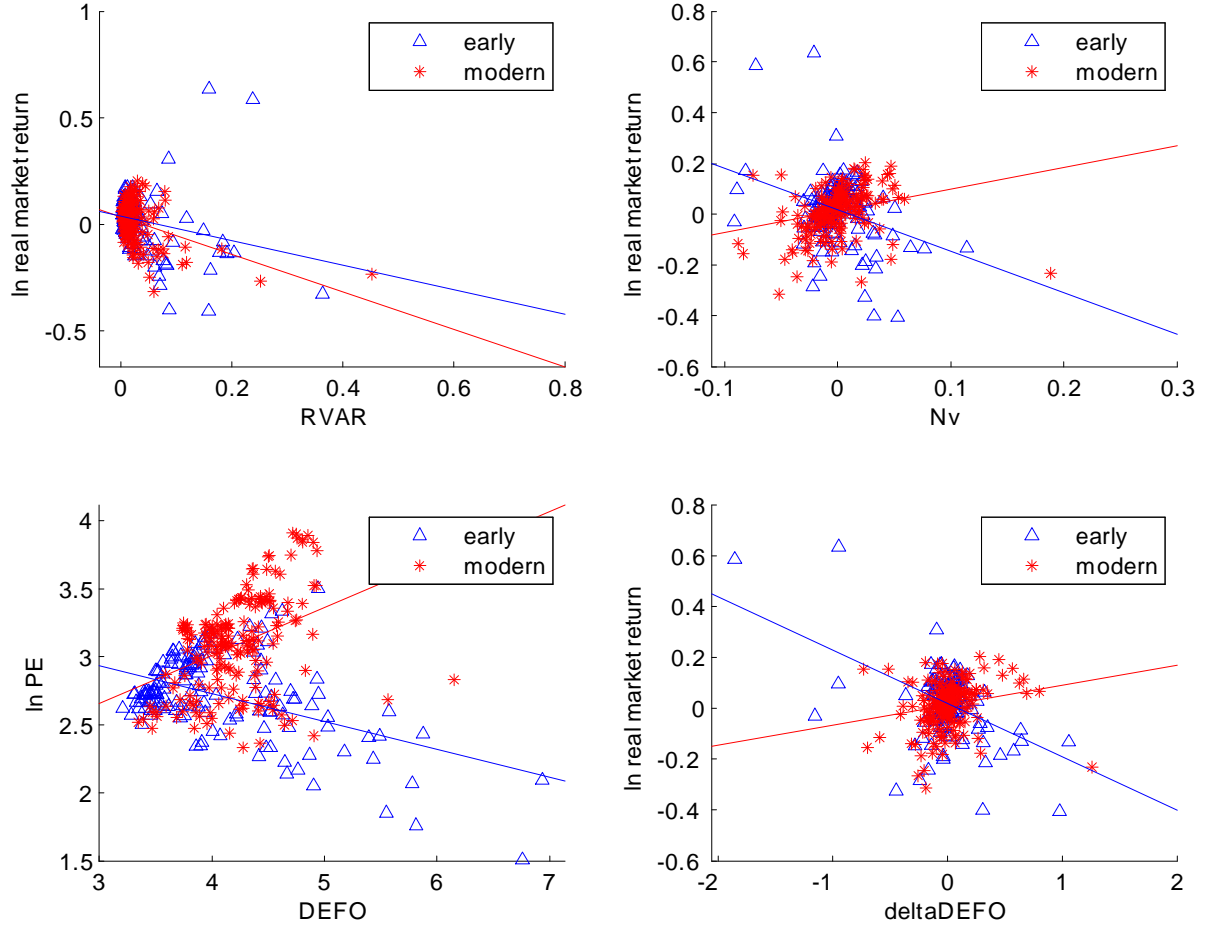 1
0.5
0
-0.5
0
0.2
0.4
0.6
0.8
RVAR
ln real market return
early
modern
0.8
0.6
0.4
0.2
0
-0.2
-0.4
-0.6
-0.1
0
0.1
0.2
0.3
Nv
ln real market return
early
modern
4
3.5
3
2.5
2
1.5
3
4
5
6
7
DEFO
ln PE
early
modern
0.8
0.6
0.4
0.2
0
-0.2
-0.4
-0.6
-2
-1
0
1
2
deltaDEFO
ln real market return
early
modern